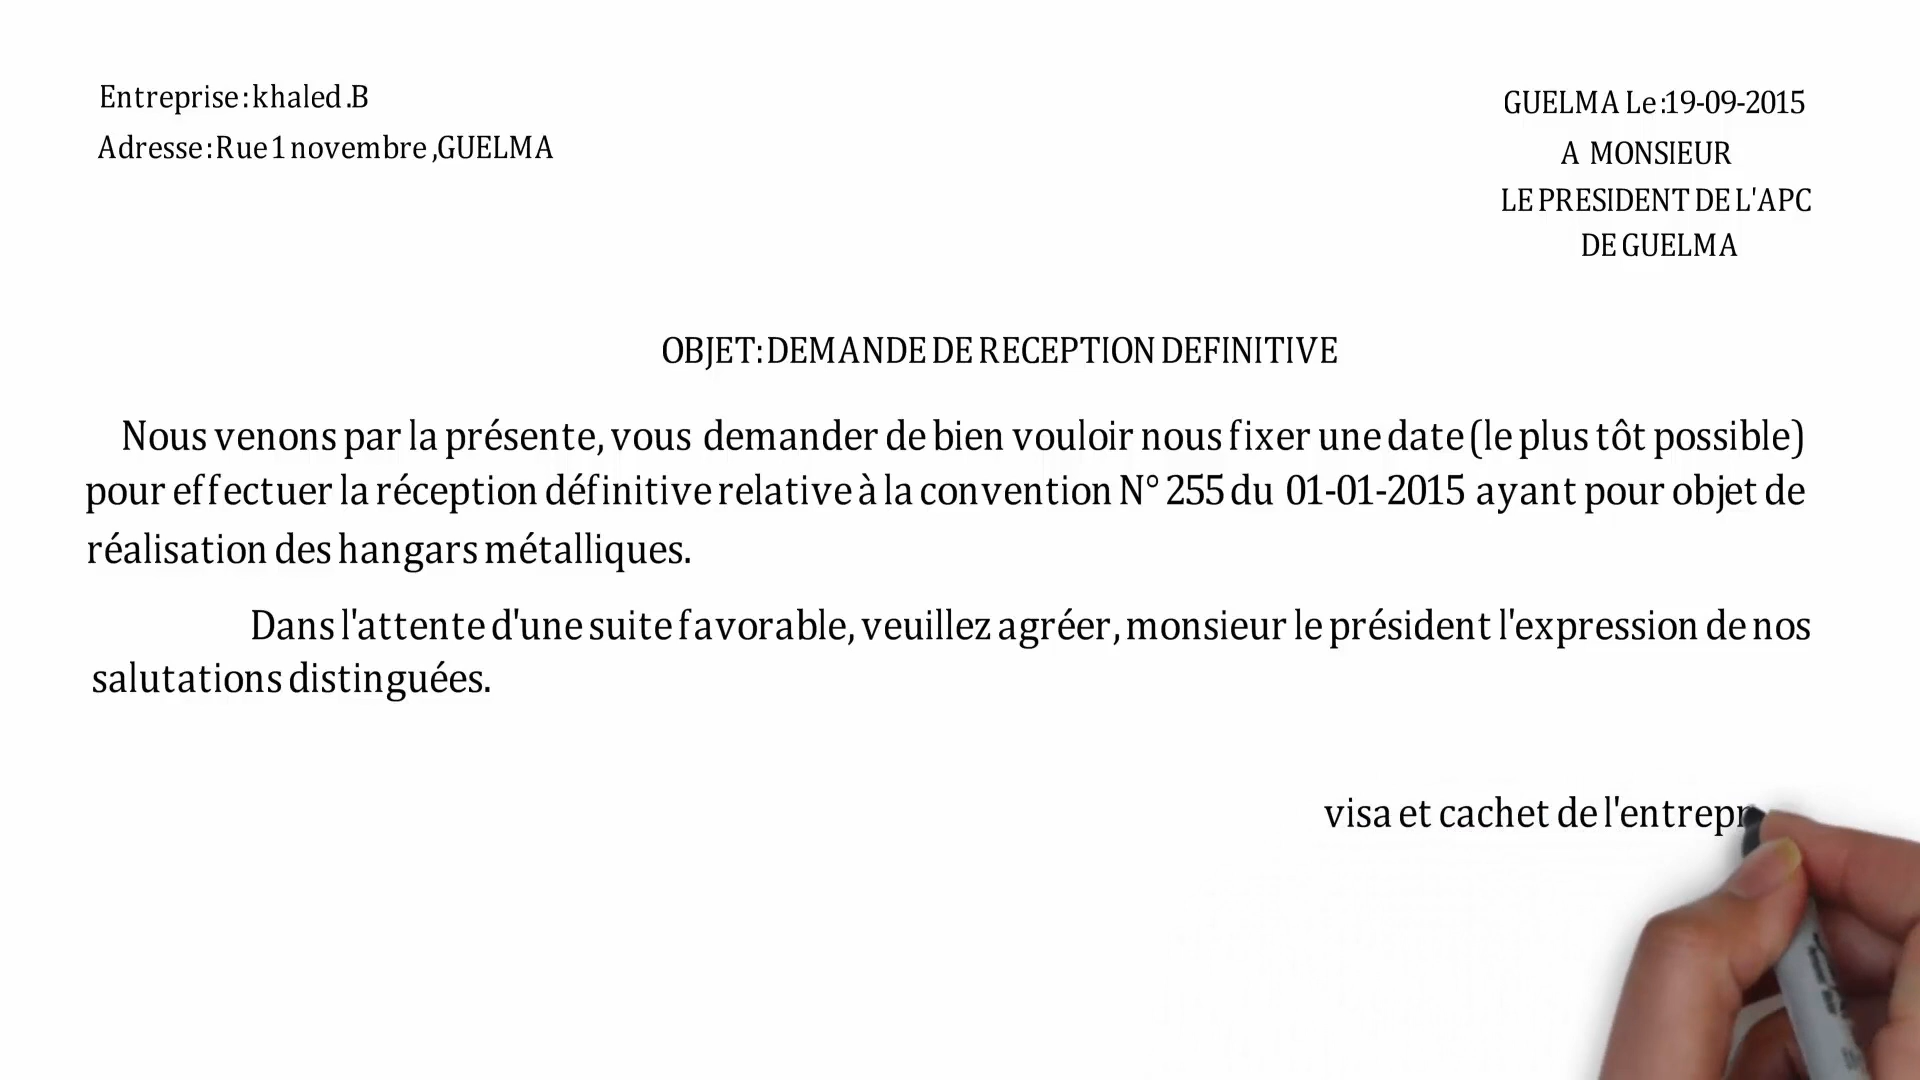 Entreprise : khaled .B
Adresse : Rue 1 novembre ,GUELMA
GUELMA Le :19-09-2015
A MONSIEUR
LE PRESIDENT DE L'APC
DE GUELMA
OBJET: DEMANDE DE RECEPTION DEFINITIVE
Nous venons par la présente, vous demander de bien vouloir nous fixer une date (le plus tôt possible)
pour effectuer la réception définitive relative à la convention N° 255 du 01-01-2015 ayant pour objet de
réalisation des hangars métalliques.
Dans l'attente d'une suite favorable, veuillez agréer, monsieur le président l'expression de nos
salutations distinguées.
visa et cachet de l'entrepr